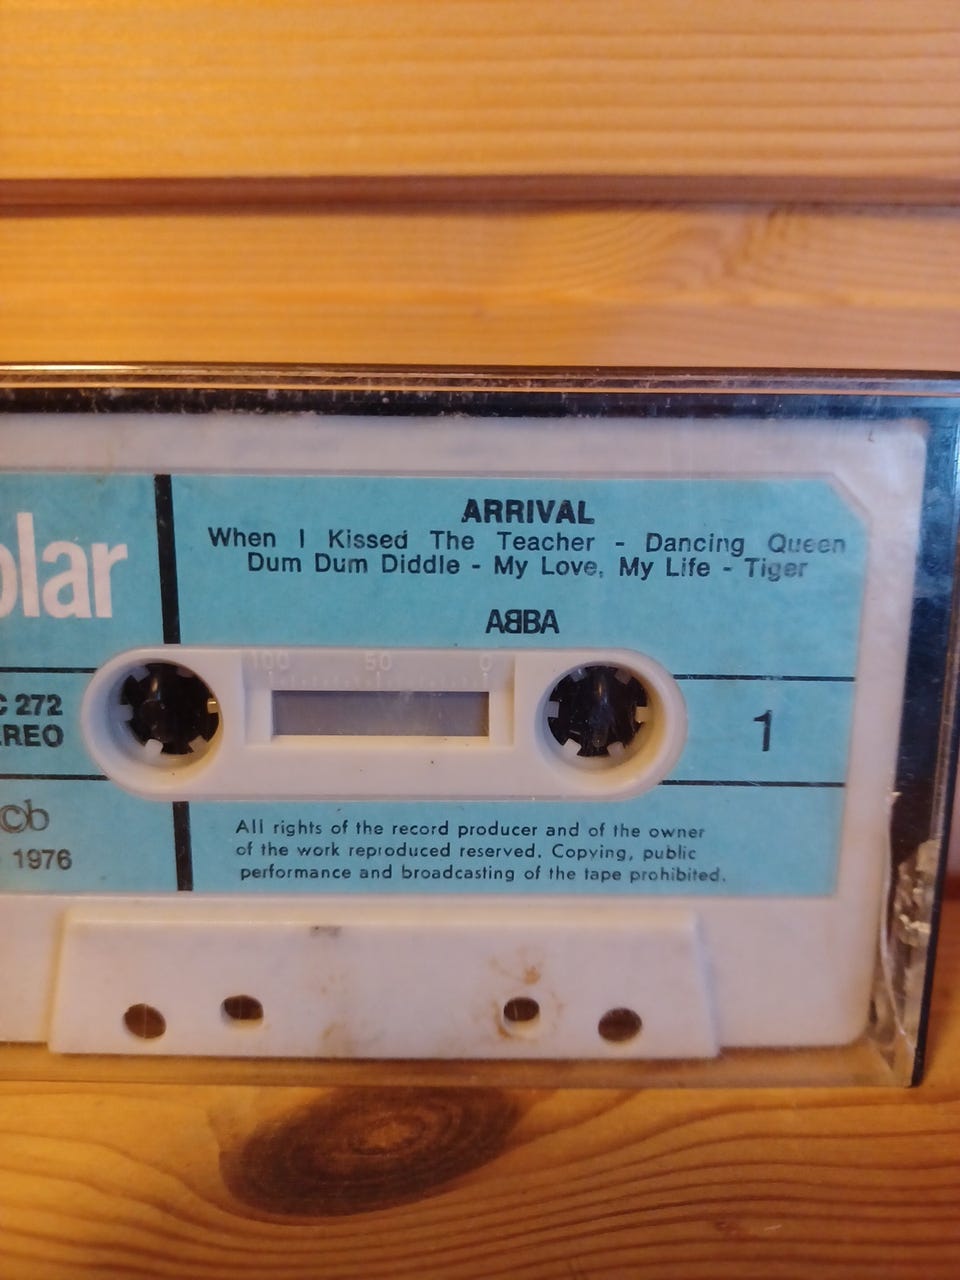 ARRIVAL
When I Kissed The Teacher - Dancing Queen
Dum Dum Diddle - My Love, My Life - Tiger
olar
ABBA
100 50 0
C 272
EREO
1
cb
1976
All rights of the record producer and of the owner
of the work reproduced reserved. Copying, public
performance and broadcasting of the tape prohibited.